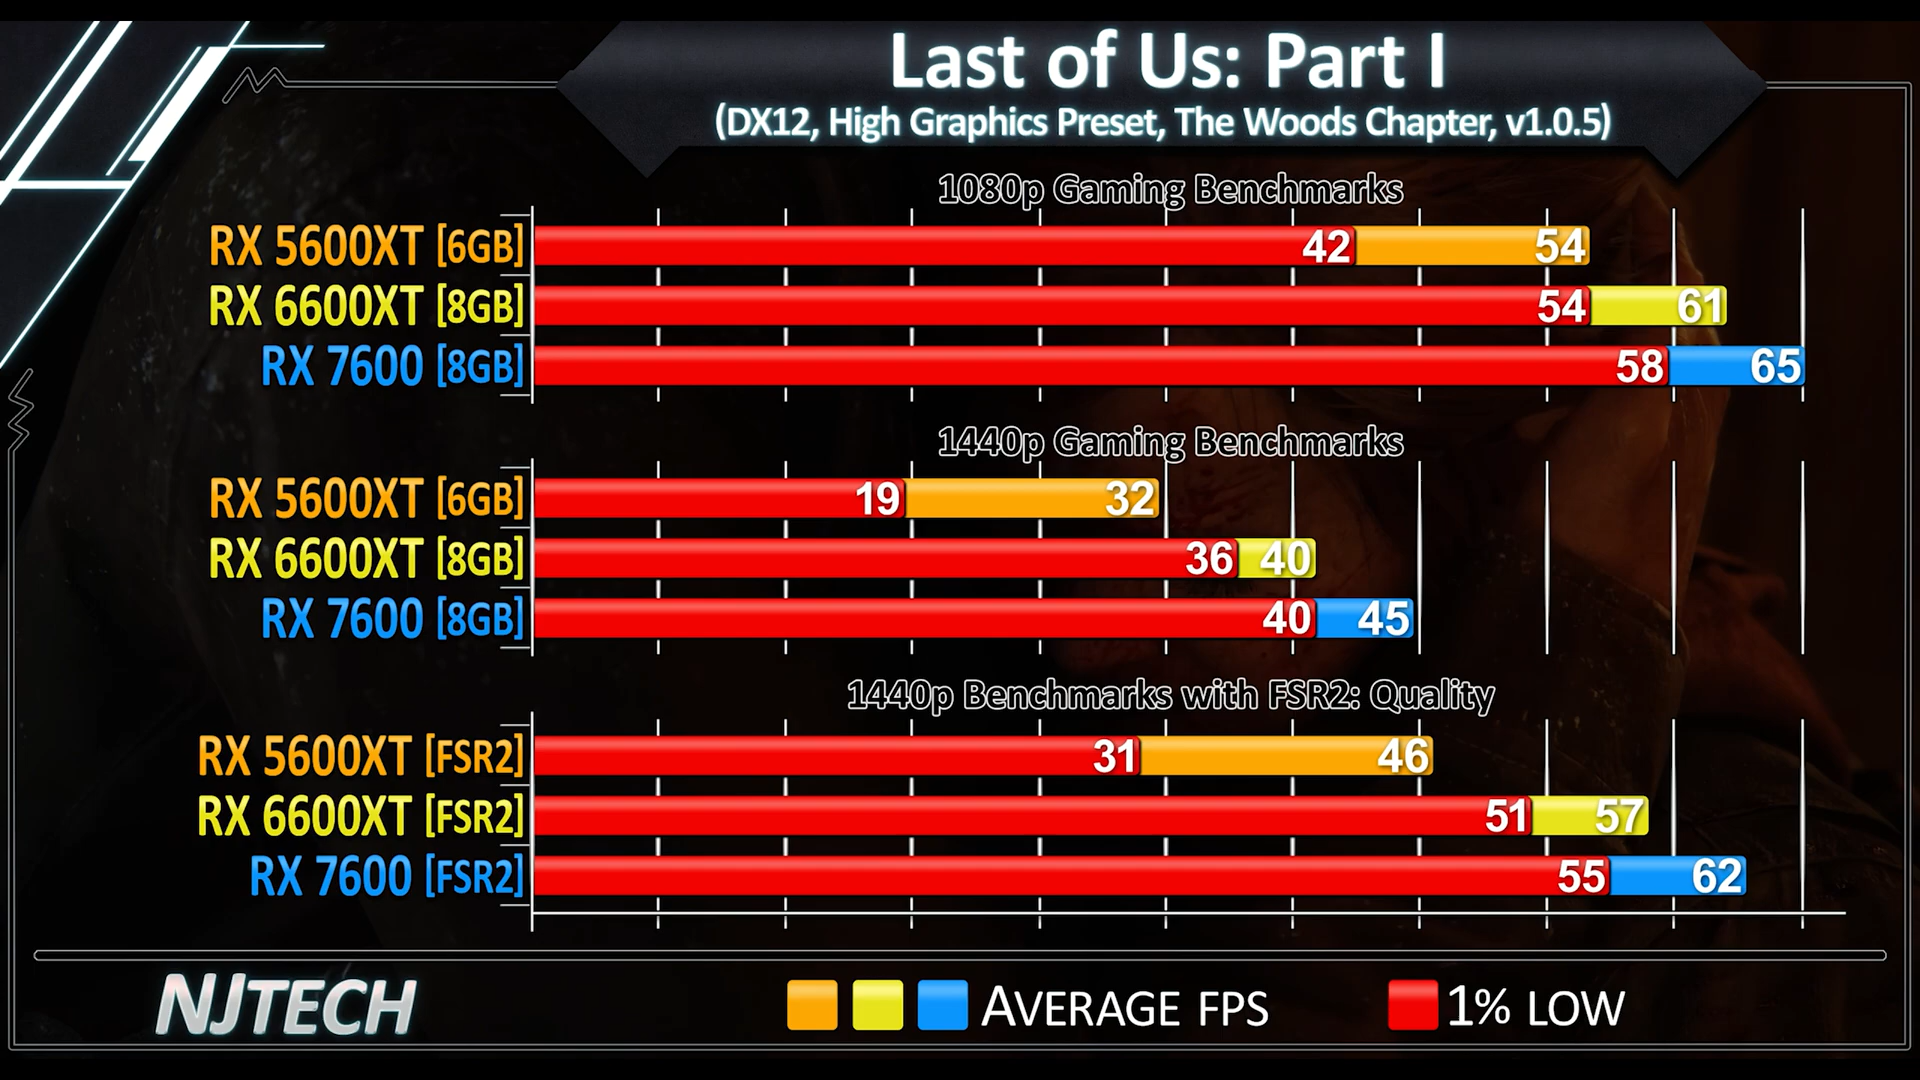 Last of Us: Part I
(DX12, High Graphics Preset, The Woods Chapter, v1.0.5)
1080p Gaming Benchmarks
RX 5600XT [6GB] 42 54
RX 6600XT [8GB] 54 61
RX 7600 [8GB] 58 65
1440p Gaming Benchmarks
RX 5600XT [6GB] 19 32
RX 6600XT [8GB] 36 40
RX 7600 [8GB] 40 45
1440p Benchmarks with FSR2: Quality
RX 5600XT [FSR2] 31 46
RX 6600XT [FSR2] 51 57
RX 7600 [FSR2] 55 62
NJTECH AVERAGE FPS 1% LOW